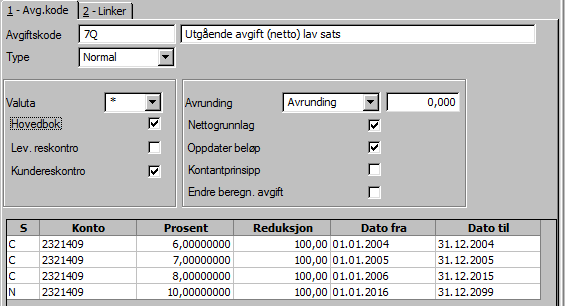 1 - Avg.kode 2 - Linker
Avgiftskode 7Q Utgående avgift (netto) lav sats
Type Normal
Valuta * Avrunding Avrunding 0,000
Hovedbok Nettogrunnlag
Lev. reskontro Oppdater beløp
Kundereskontro Kontantprinsipp
Endre beregn. avgift
S Konto Prosent Reduksjon Dato fra Dato til
C 2321409 6,00000000 100,00 01.01.2004 31.12.2004
C 2321409 7,00000000 100,00 01.01.2005 31.12.2005
C 2321409 8,00000000 100,00 01.01.2006 31.12.2015
N 2321409 10,00000000 100,00 01.01.2016 31.12.2099